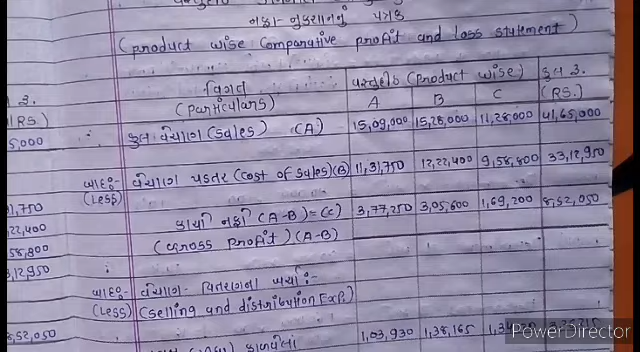 નફા-નુકસાનનું પત્રક
(product wise comparative profit and loss statement)
વિગત વસ્તુદીઠ (product wise) કુલ રૂ.
(particulars) A B C (RS.)
કુલ વેચાણ (sales) (A) 15,09,000 15,28,000 11,28,000 41,65,000
બાદઃ- વેચાણ પડતર (cost of sales)(B) 11,31,750 12,22,400 9,58,800 33,12,950
(Less)
કાચો નફો (A-B)=(C) 3,77,250 3,05,600 1,69,200 8,52,050
(Gross profit) (A-B)
બાદઃ- વેચાણ-વિતરણના ખર્ચા:-
(Less) (selling and distribution Exp.)
1,03,930 1,38,165
રૂ.
(RS.)
5,000
1,750
22,400
58,800
3,12,950
8,52,050
PowerDirector